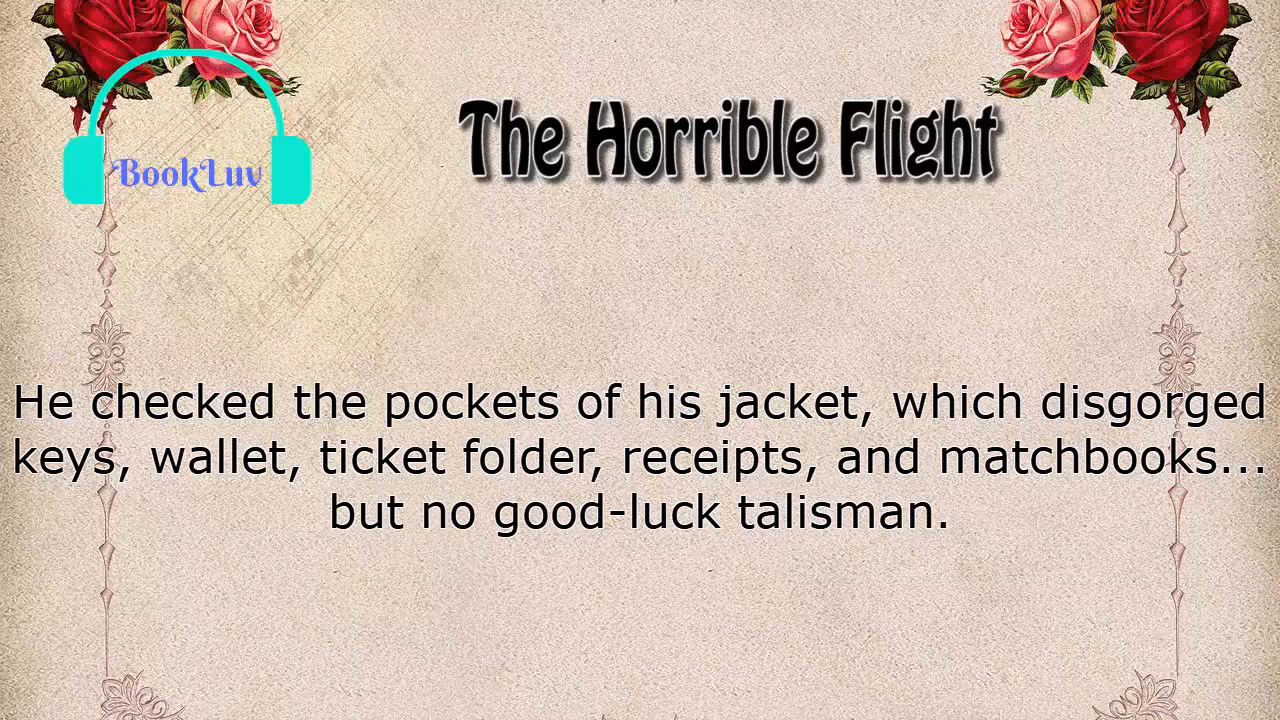 The Horrible Flight
BookLuv
He checked the pockets of his jacket, which disgorged
keys, wallet, ticket folder, receipts, and matchbooks...
but no good-luck talisman.